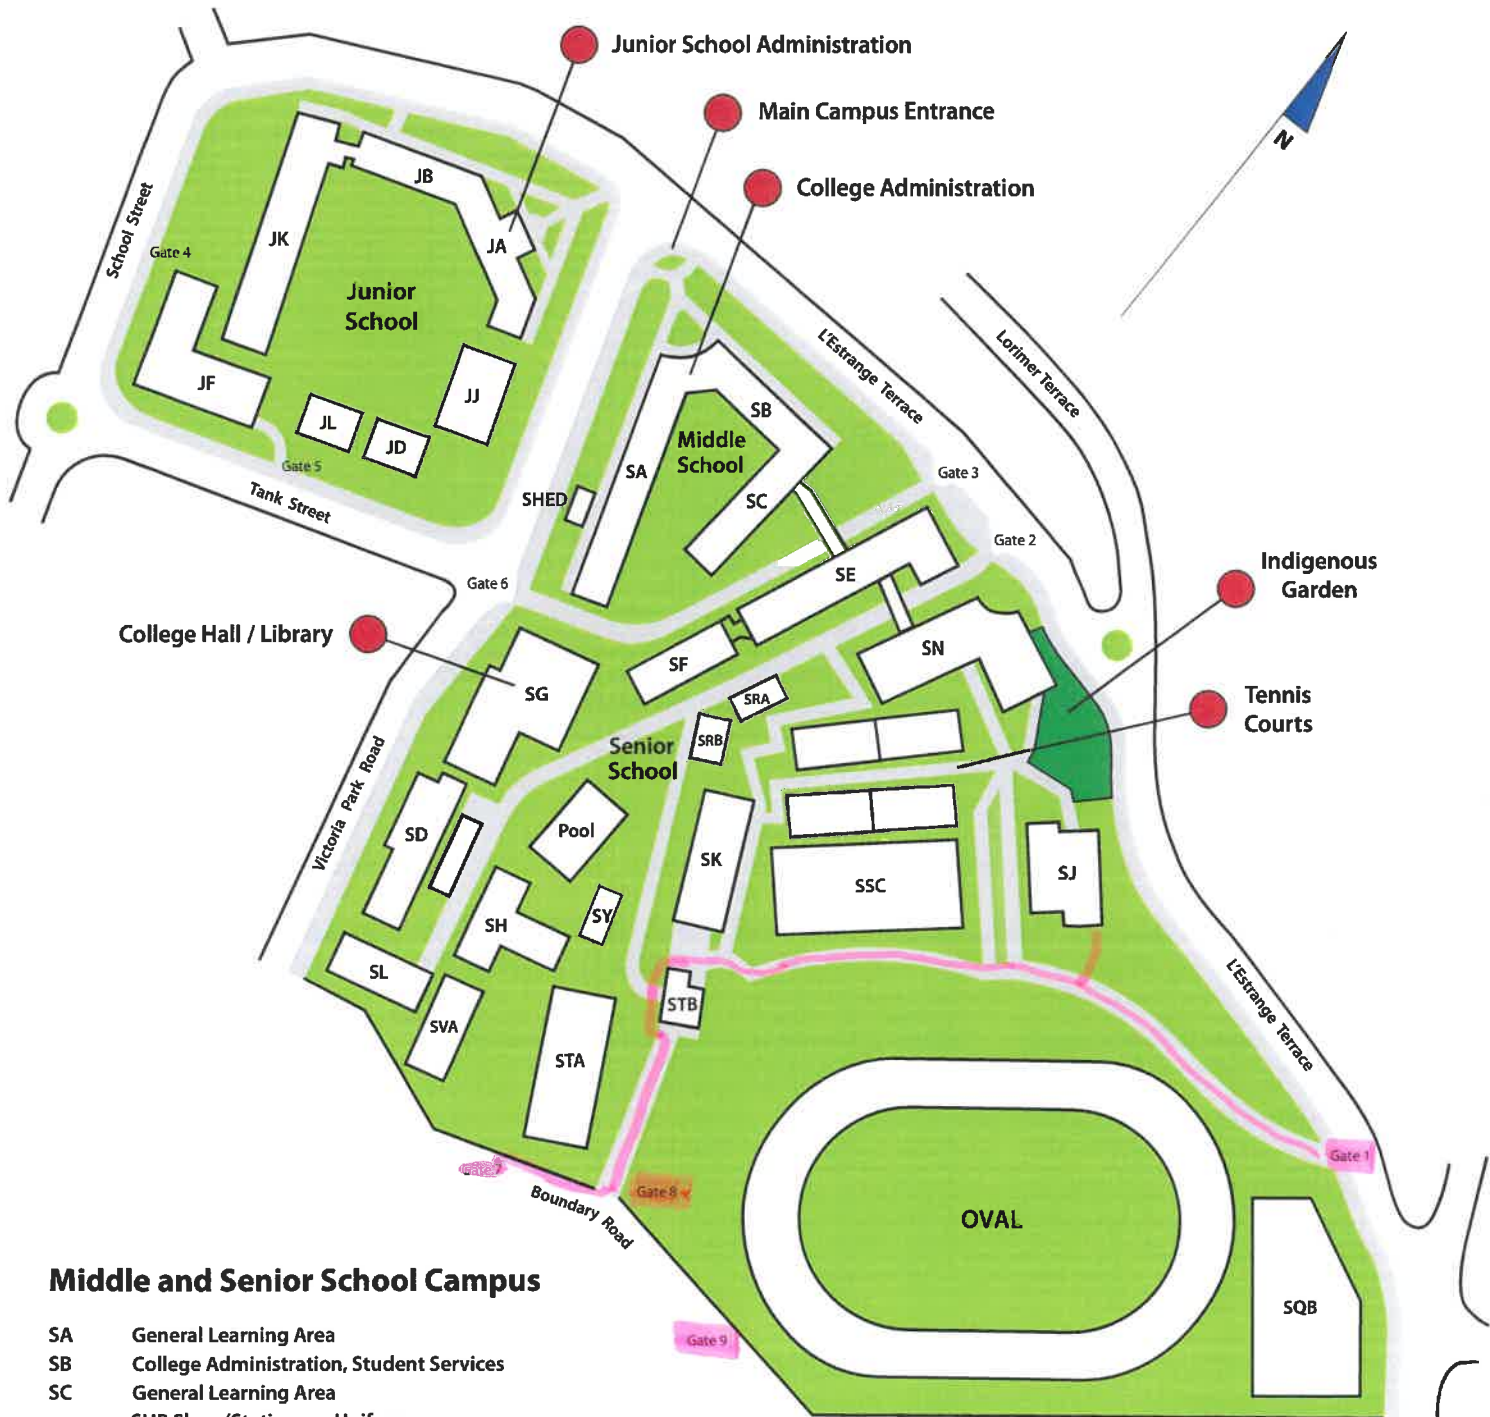 Junior School Administration
Main Campus Entrance
College Administration
N
School Street
Gate 4
JK
JB
JA
Junior
School
JF
JL
JD
JJ
Gate 5
Tank Street
L'Estrange Terrace
Lorimer Terrace
SB
Middle
School
SA
SC
SHED
Gate 3
Gate 2
Gate 6
SE
Indigenous
Garden
College Hall / Library
SF
SN
SG
SRA
SRB
Tennis
Courts
Senior
School
Victoria Park Road
SD
Pool
SK
SSC
SJ
SH
SY
SL
STB
SVA
STA
L'Estrange Terrace
Gate 7
Gate 8
Boundary Road
Gate 1
OVAL
SQB
Gate 9
Middle and Senior School Campus
SA General Learning Area
SB College Administration, Student Services
SC General Learning Area